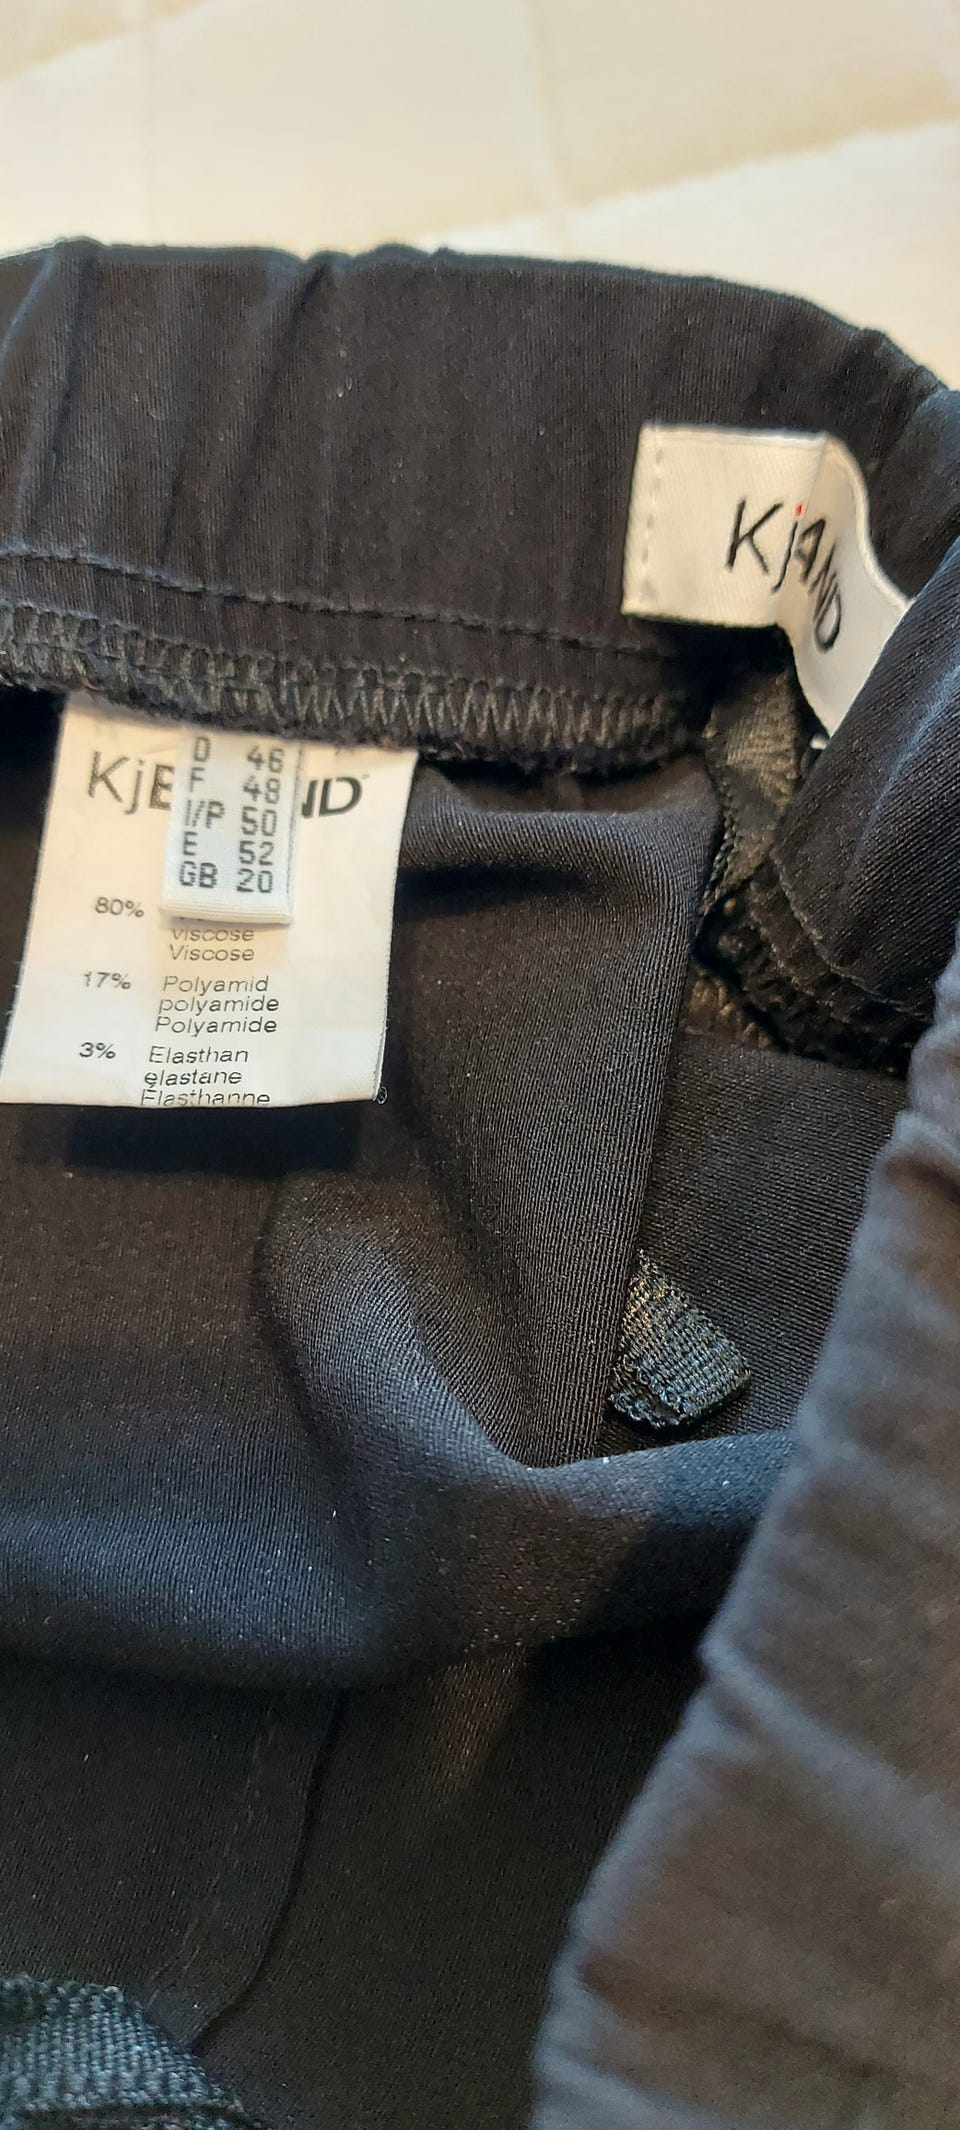 KjAND
KjB ND
D 46
F 48
I/P 50
E 52
GB 20
80%
viscose
Viscose
17% Polyamid
polyamide
Polyamide
3% Elasthan
elastane
Elasthanne